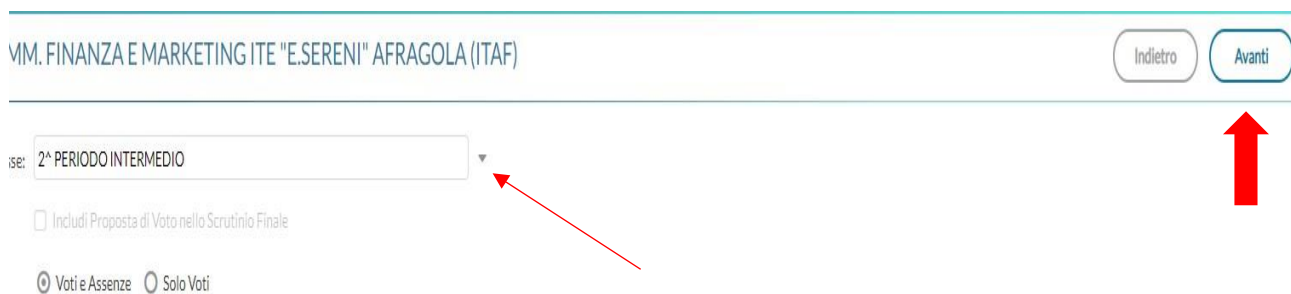 MM. FINANZA E MARKETING ITE "E.SERENI" AFRAGOLA (ITAF)
Indietro
Avanti
sse: 2^ PERIODO INTERMEDIO
Includi Proposta di Voto nello Scrutinio Finale
Voti e Assenze Solo Voti